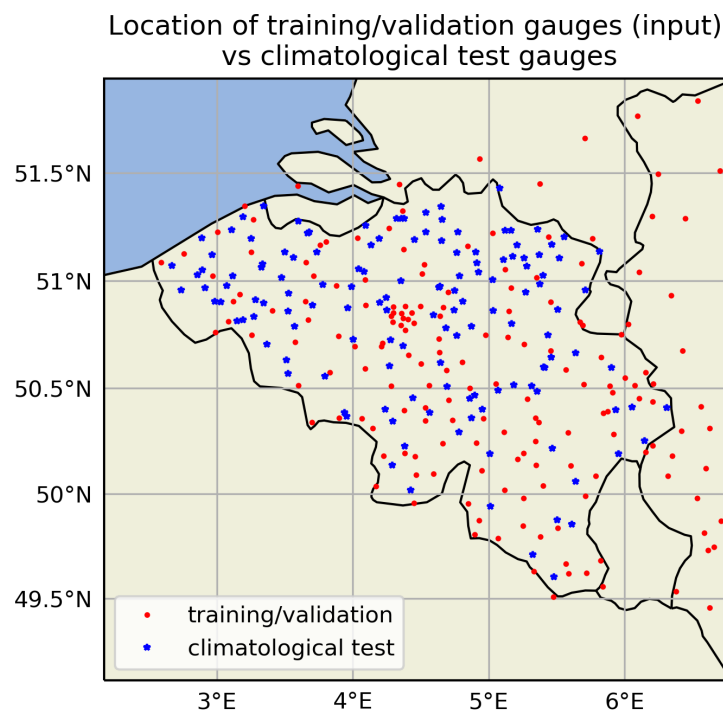 Location of training/validation gauges (input)
vs climatological test gauges
51.5°N
51°N
50.5°N
50°N
49.5°N
training/validation
climatological test
3°E 4°E 5°E 6°E